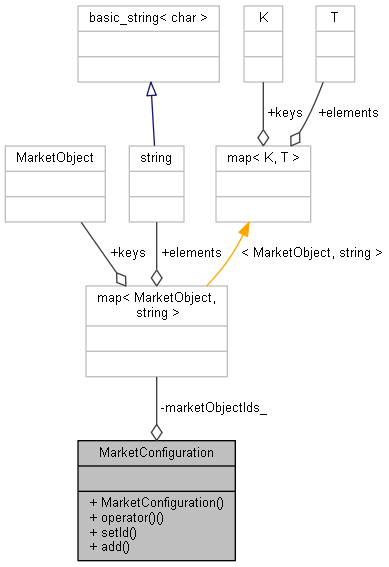 basic_string< char >
K
T
+keys
+elements
MarketObject
string
map< K, T >
+keys
+elements
< MarketObject, string >
map< MarketObject,
string >
-marketObjectIds_
MarketConfiguration
+ MarketConfiguration()
+ operator()()
+ setId()
+ add()